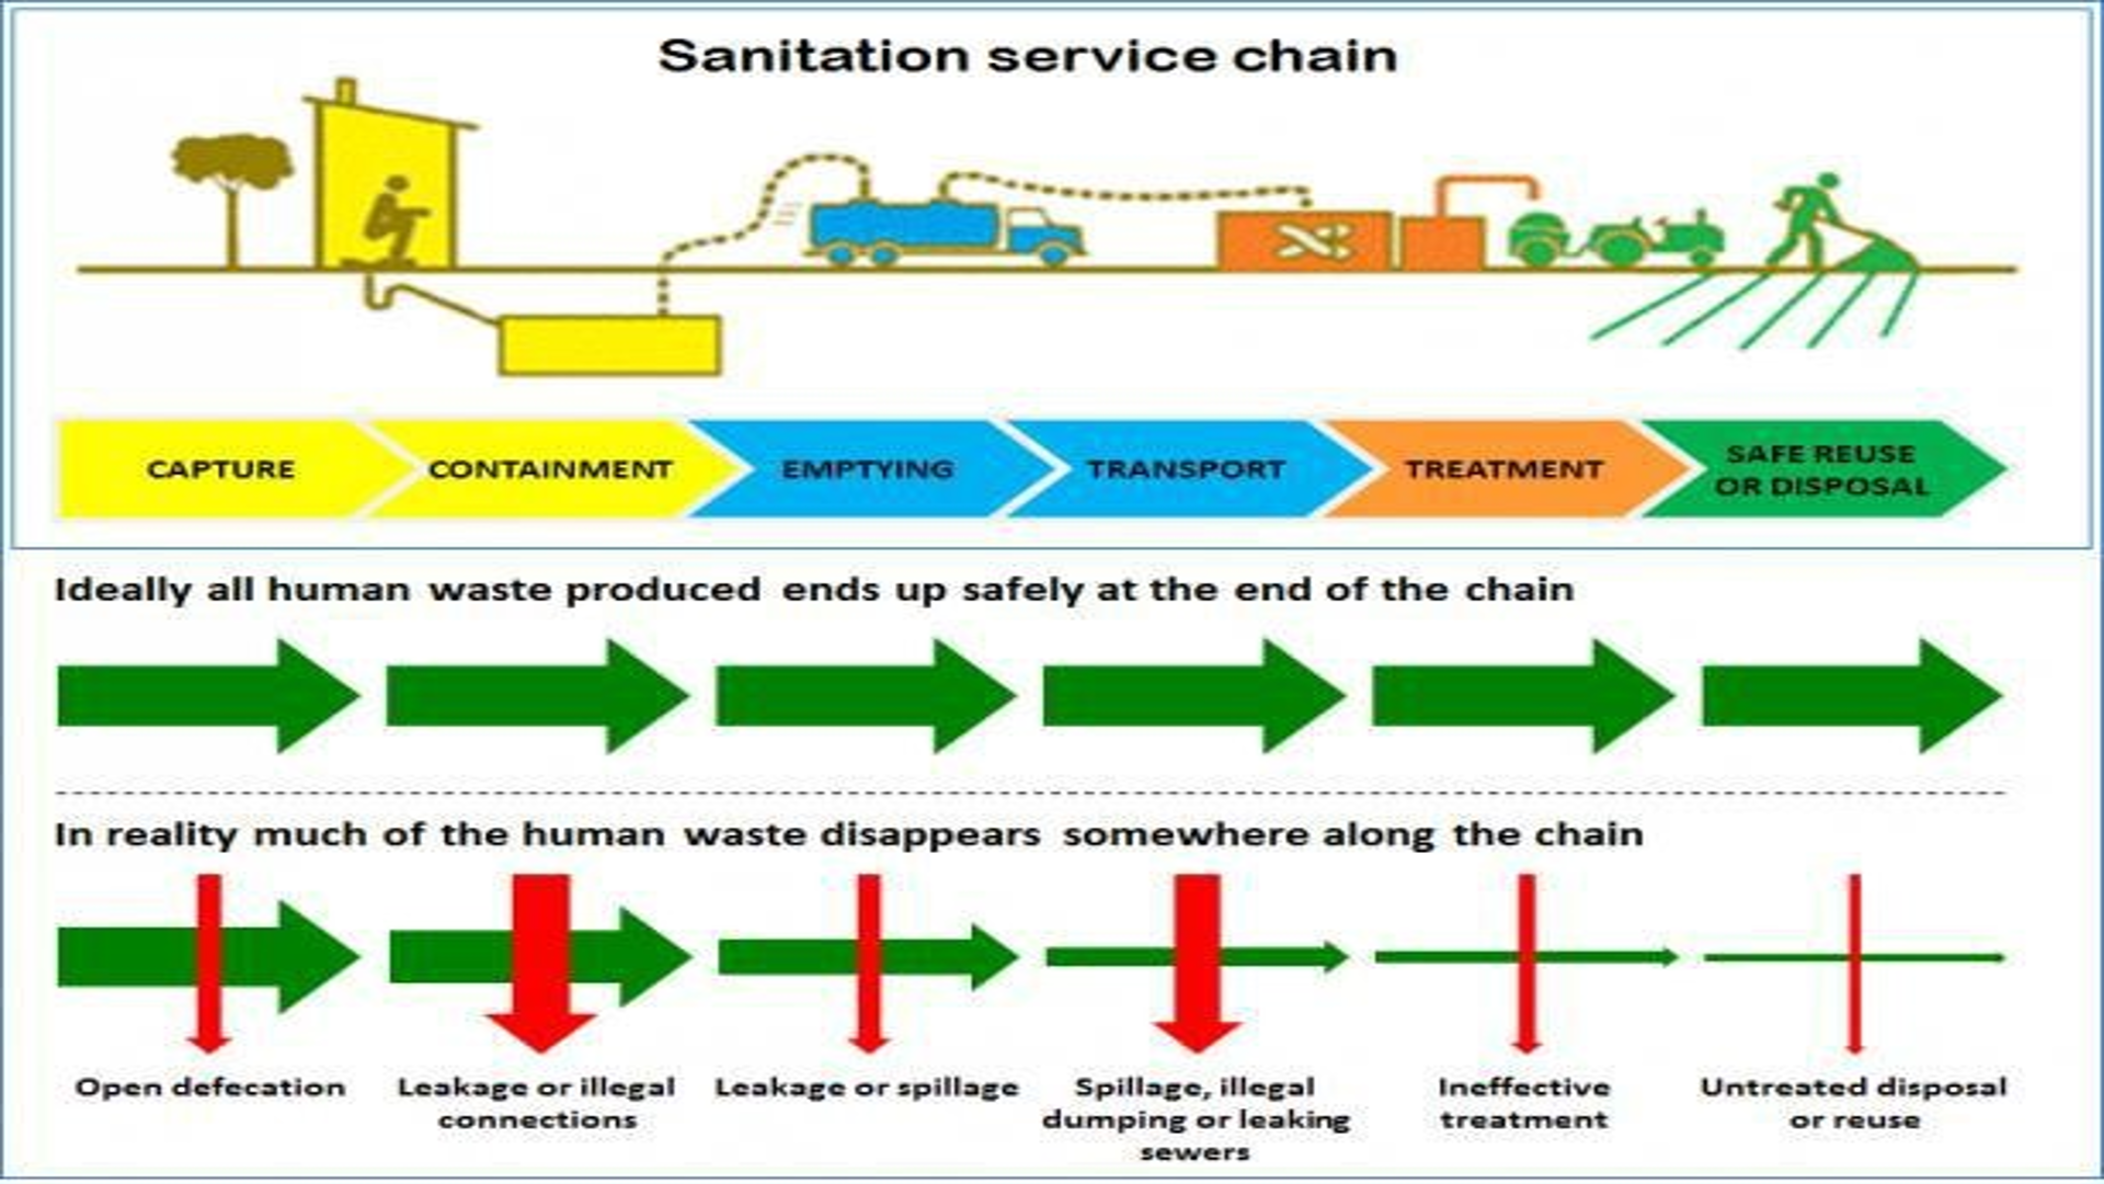 Sanitation service chain
CAPTURE
CONTAINMENT
EMPTYING
TRANSPORT
TREATMENT
SAFE REUSE
OR DISPOSAL
Ideally all human waste produced ends up safely at the end of the chain
In reality much of the human waste disappears somewhere along the chain
Open defecation
Leakage or illegal
connections
Leakage or spillage
Spillage, illegal
dumping or leaking
sewers
Ineffective
treatment
Untreated disposal
or reuse